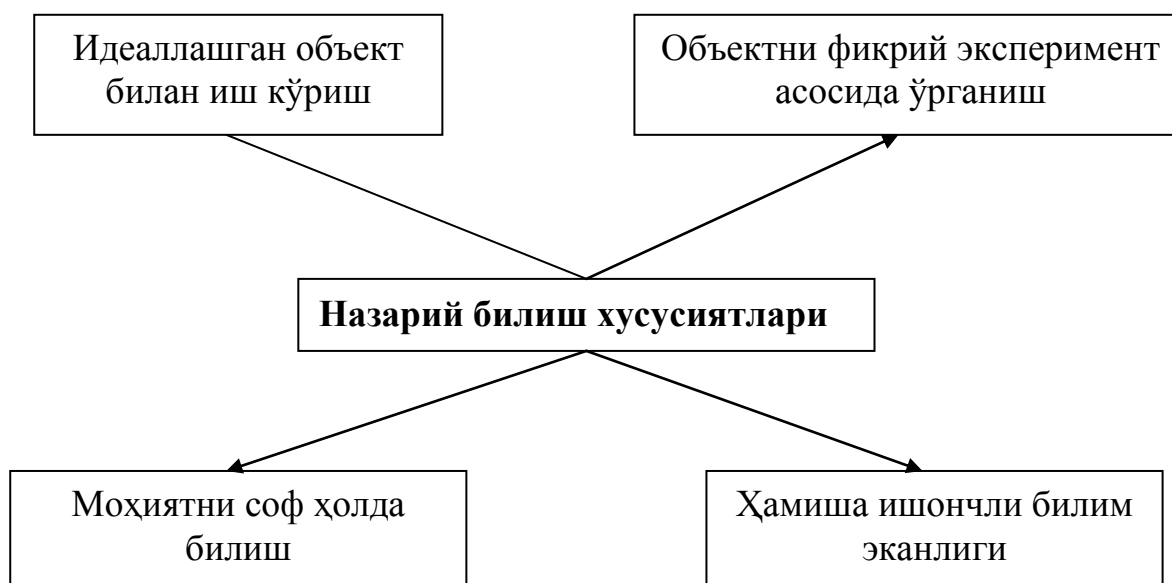 Идеаллашган объект
билан иш кўриш
Объектни фикрий эксперимент
асосида ўрганиш
Назарий билиш хусусиятлари
Моҳиятни соф ҳолда
билиш
Ҳамиша ишончли билим
эканлиги